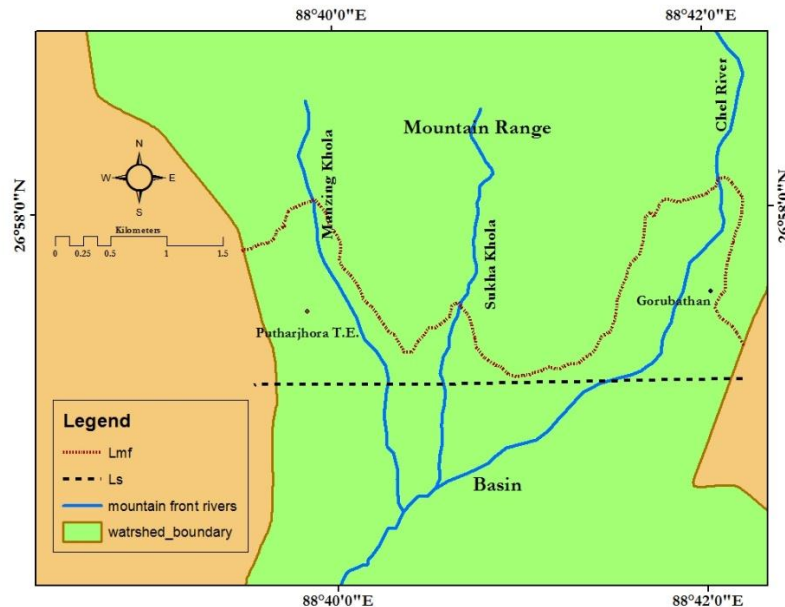 88°40'0"E
88°42'0"E
Chel River
Mountain Range
Manzing Khola
N
W
E
S
26°58'0"N
26°58'0"N
Kilometers
0 0.25 0.5 1 1.5
Sukha Khola
Gorubathan
Putharjhora T.E.
Legend
Lmf
Ls
mountain front rivers
watrshed_boundary
Basin
88°40'0"E
88°42'0"E